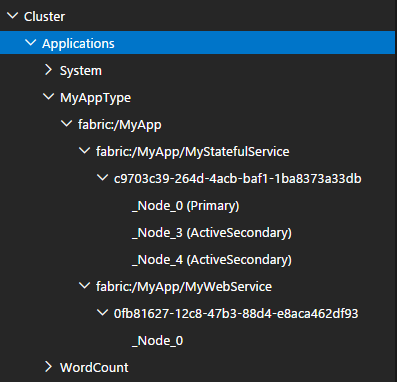 Cluster
Applications
System
MyAppType
fabric:/MyApp
fabric:/MyApp/MyStatefulService
c9703c39-264d-4acb-baf1-1ba8373a33db
_Node_0 (Primary)
_Node_3 (ActiveSecondary)
_Node_4 (ActiveSecondary)
fabric:/MyApp/MyWebService
0fb81627-12c8-47b3-88d4-e8aca462df93
_Node_0
WordCount